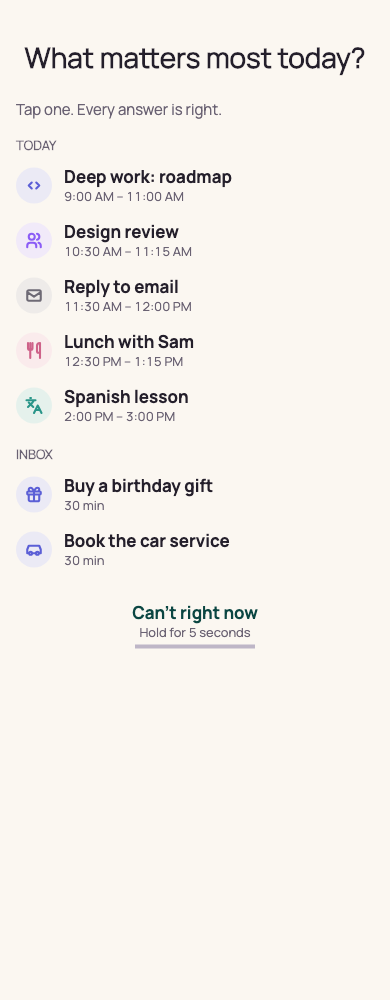 What matters most today?
Tap one. Every answer is right.
TODAY
Deep work: roadmap
9:00 AM – 11:00 AM
Design review
10:30 AM – 11:15 AM
Reply to email
11:30 AM – 12:00 PM
Lunch with Sam
12:30 PM – 1:15 PM
Spanish lesson
2:00 PM – 3:00 PM
INBOX
Buy a birthday gift
30 min
Book the car service
30 min
Can't right now
Hold for 5 seconds